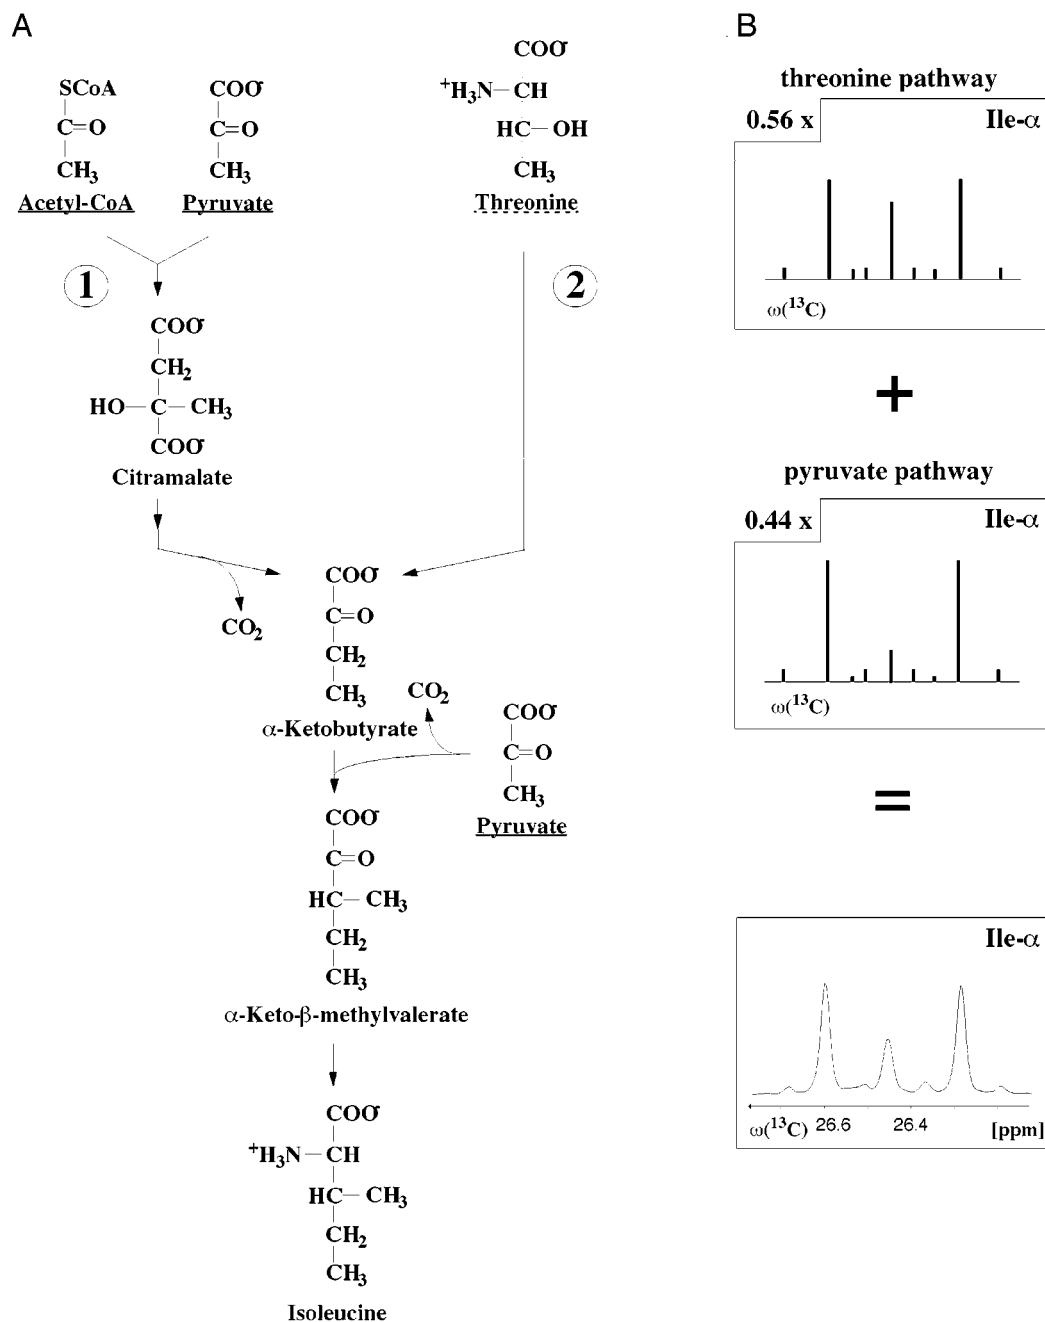 A
SCoA
C=O
CH₃
Acetyl-CoA
COO⁻
C=O
CH₃
Pyruvate
COO⁻
⁺H₃N—CH
HC—OH
CH₃
Threonine
1
2
COO⁻
CH₂
HO—C—CH₃
COO⁻
Citramalate
CO₂
COO⁻
C=O
CH₂
CH₃
α-Ketobutyrate
CO₂
COO⁻
C=O
CH₃
Pyruvate
COO⁻
C=O
HC—CH₃
CH₂
CH₃
α-Keto-β-methylvalerate
COO⁻
⁺H₃N—CH
HC—CH₃
CH₂
CH₃
Isoleucine
B
threonine pathway
0.56 x
Ile-α
ω(¹³C)
+
pyruvate pathway
0.44 x
Ile-α
ω(¹³C)
=
Ile-α
ω(¹³C) 26.6 26.4 [ppm]